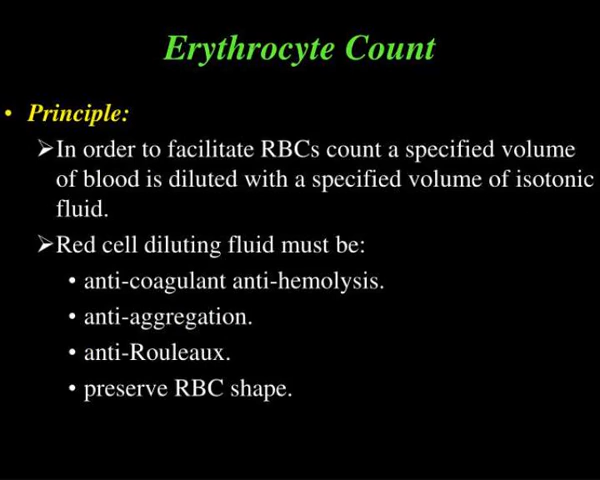 Erythrocyte Count
• Principle:
➢In order to facilitate RBCs count a specified volume
of blood is diluted with a specified volume of isotonic
fluid.
➢Red cell diluting fluid must be:
• anti-coagulant anti-hemolysis.
• anti-aggregation.
• anti-Rouleaux.
• preserve RBC shape.